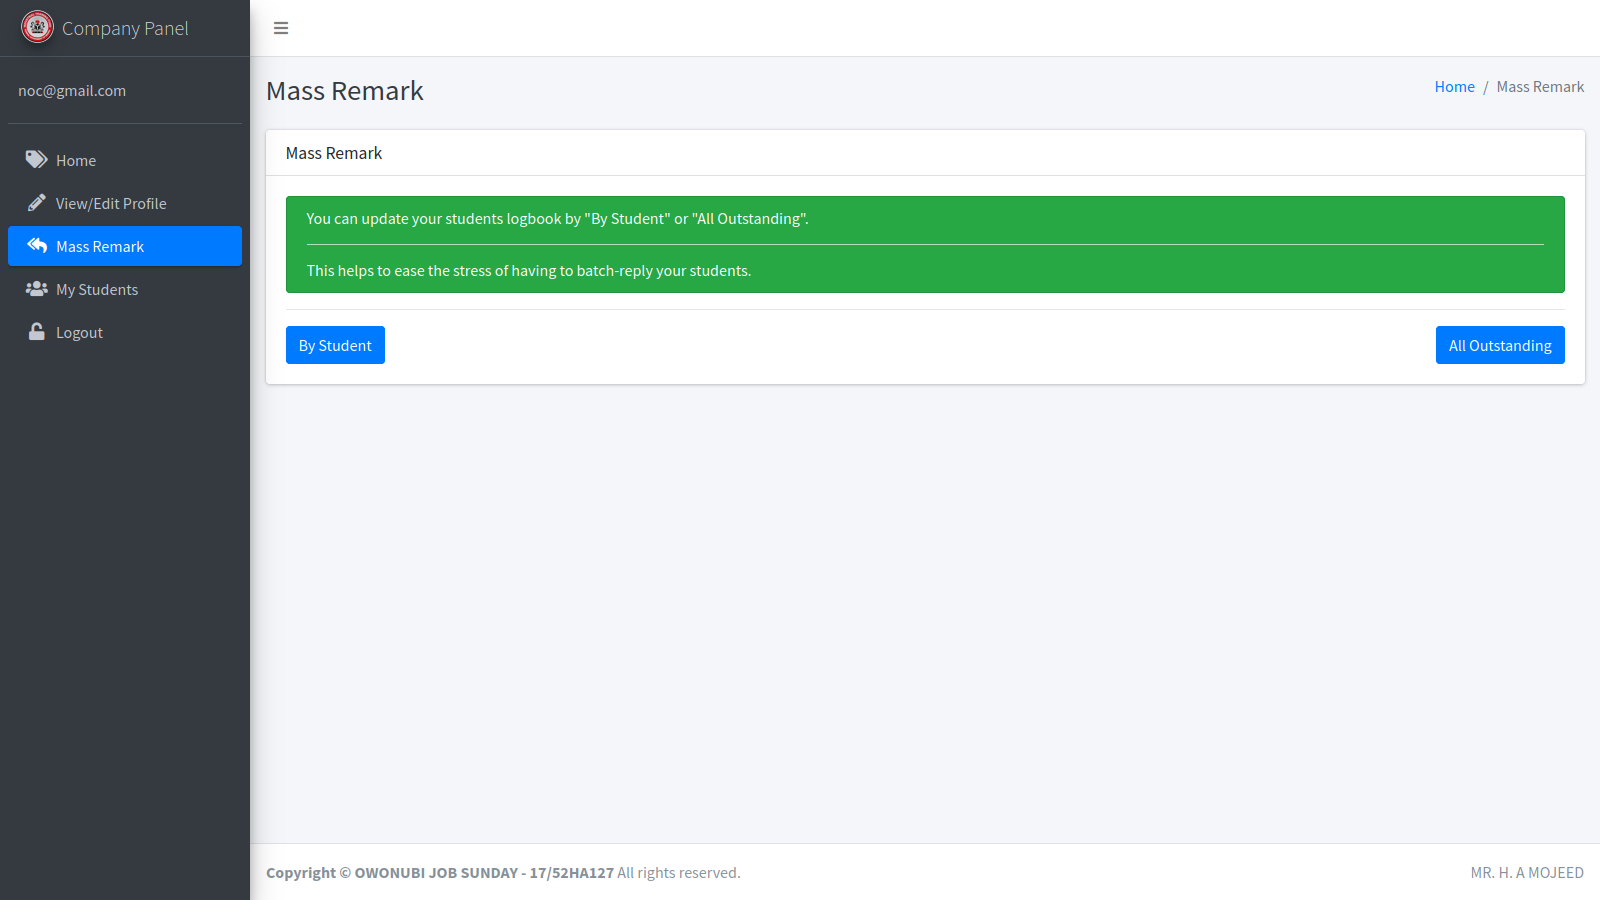 Company Panel
noc@gmail.com
Home
View/Edit Profile
Mass Remark
My Students
Logout
Mass Remark
Home / Mass Remark
Mass Remark
You can update your students logbook by "By Student" or "All Outstanding".
This helps to ease the stress of having to batch-reply your students.
By Student
All Outstanding
Copyright © OWONUBI JOB SUNDAY - 17/52HA127 All rights reserved.
MR. H. A MOJEED